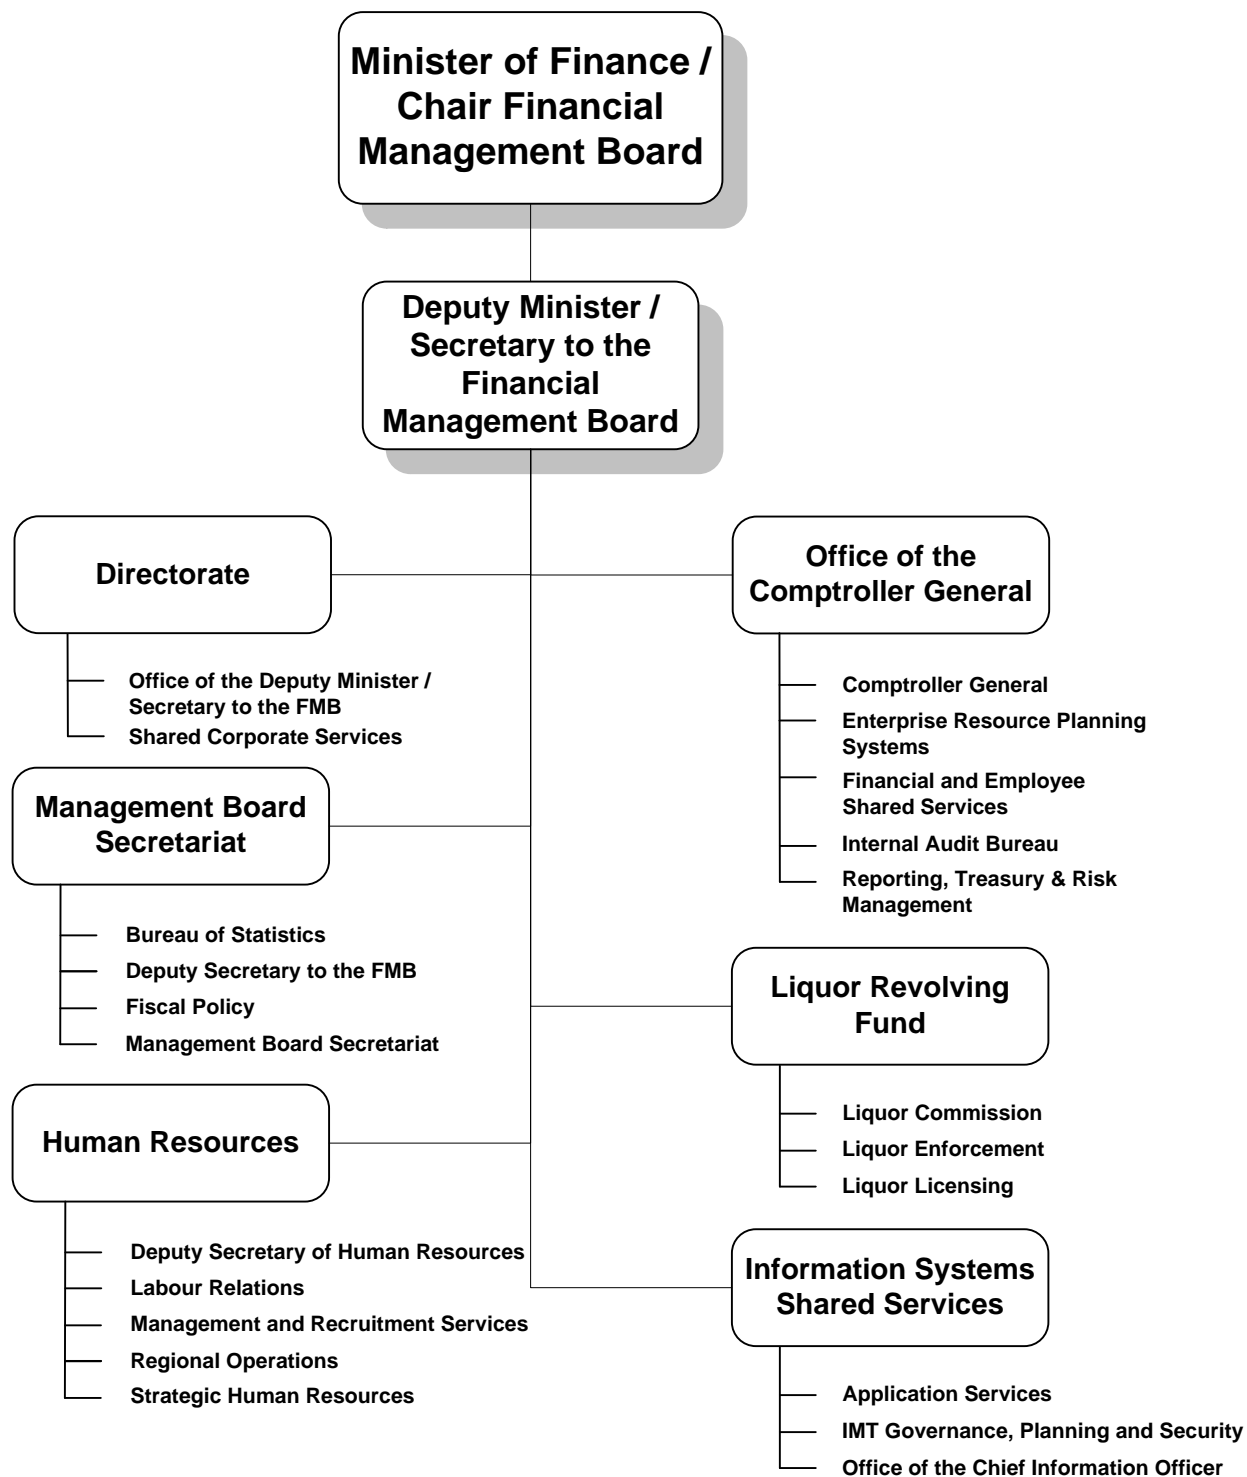 Minister of Finance /
Chair Financial
Management Board
Deputy Minister /
Secretary to the
Financial
Management Board
Directorate
Office of the Deputy Minister /
Secretary to the FMB
Shared Corporate Services
Management Board
Secretariat
Bureau of Statistics
Deputy Secretary to the FMB
Fiscal Policy
Management Board Secretariat
Human Resources
Deputy Secretary of Human Resources
Labour Relations
Management and Recruitment Services
Regional Operations
Strategic Human Resources
Office of the
Comptroller General
Comptroller General
Enterprise Resource Planning
Systems
Financial and Employee
Shared Services
Internal Audit Bureau
Reporting, Treasury & Risk
Management
Liquor Revolving
Fund
Liquor Commission
Liquor Enforcement
Liquor Licensing
Information Systems
Shared Services
Application Services
IMT Governance, Planning and Security
Office of the Chief Information Officer